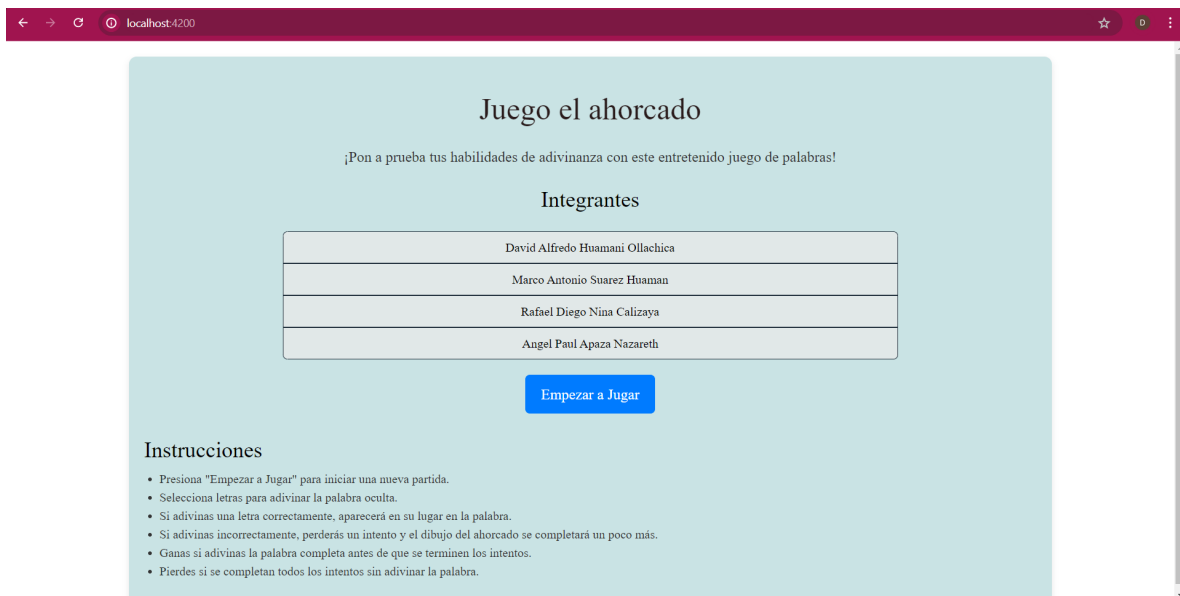 localhost:4200
D
Juego el ahorcado
¡Pon a prueba tus habilidades de adivinanza con este entretenido juego de palabras!
Integrantes
David Alfredo Huamani Ollachica
Marco Antonio Suarez Huaman
Rafael Diego Nina Calizaya
Angel Paul Apaza Nazareth
Empezar a Jugar
Instrucciones
• Presiona "Empezar a Jugar" para iniciar una nueva partida.
• Selecciona letras para adivinar la palabra oculta.
• Si adivinas una letra correctamente, aparecerá en su lugar en la palabra.
• Si adivinas incorrectamente, perderás un intento y el dibujo del ahorcado se completará un poco más.
• Ganas si adivinas la palabra completa antes de que se terminen los intentos.
• Pierdes si se completan todos los intentos sin adivinar la palabra.